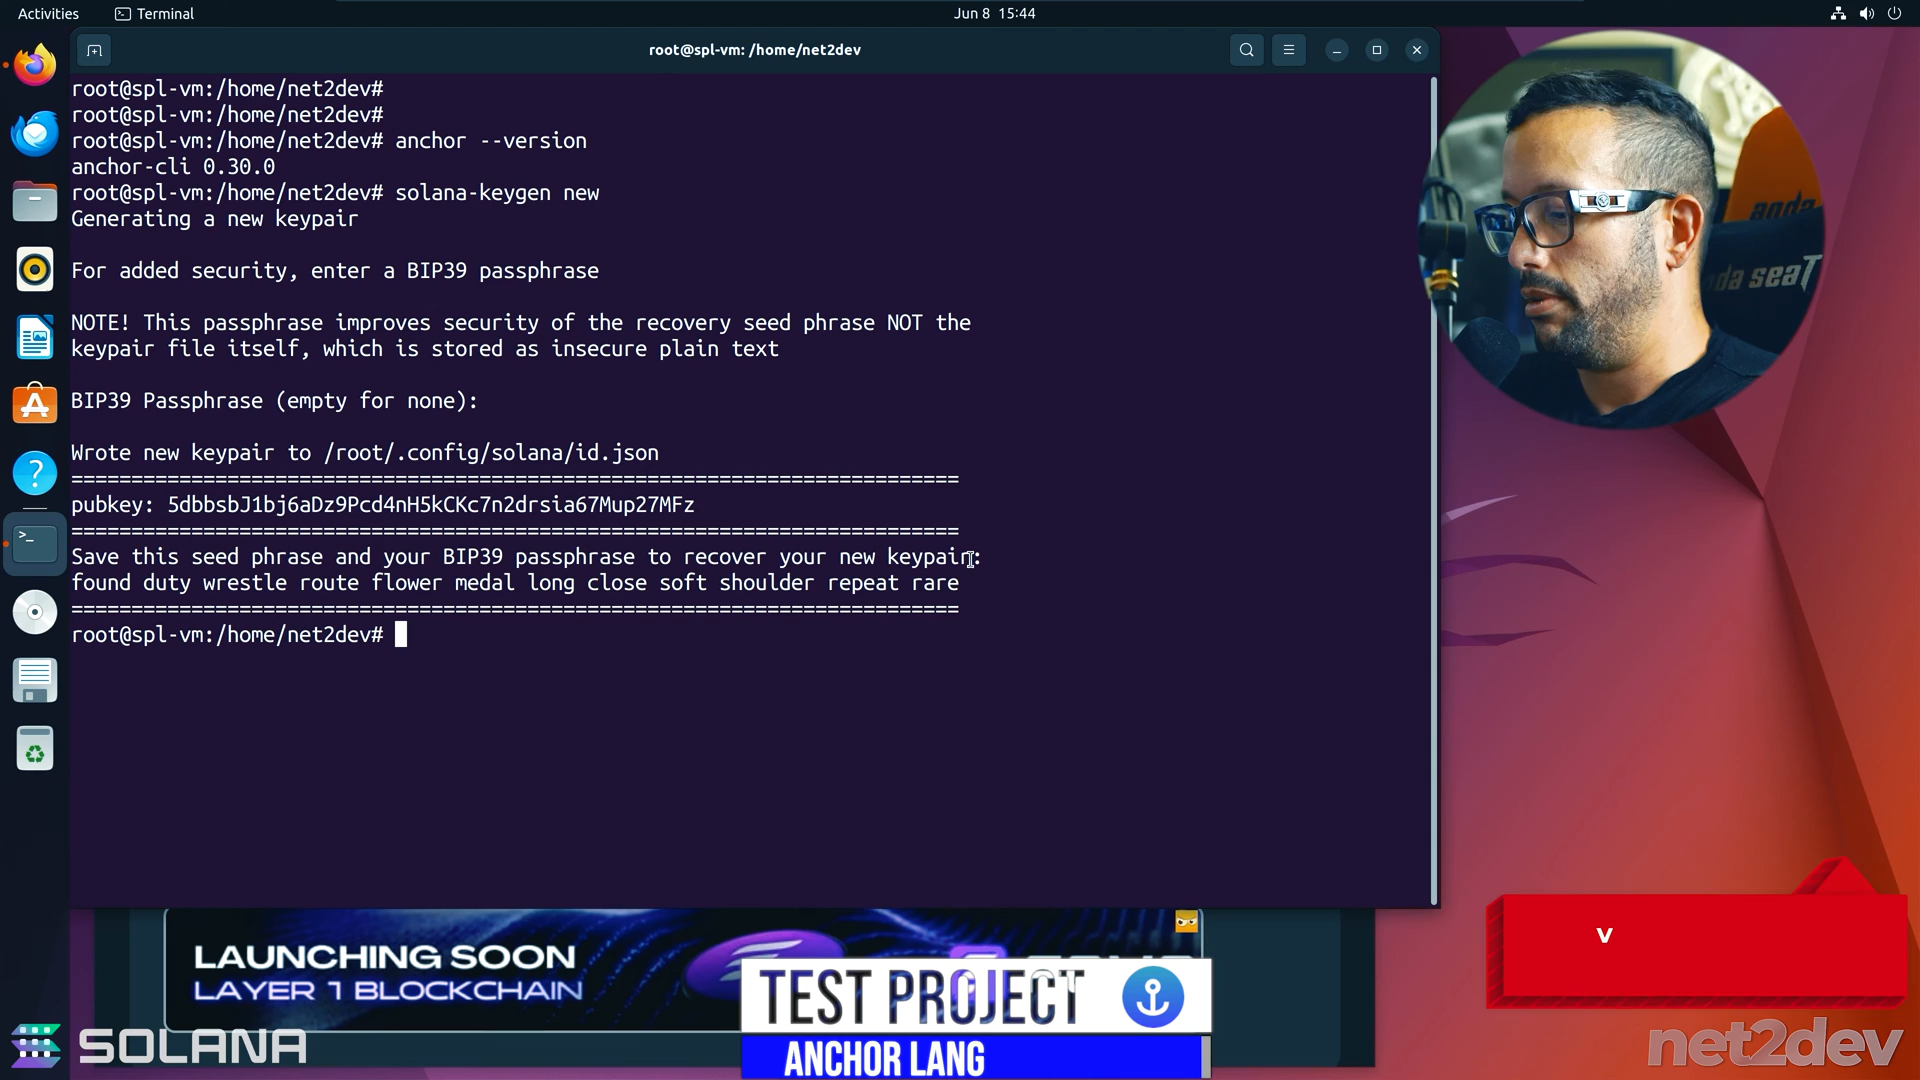 Activities
Terminal
Jun 8 15:44
root@spl-vm: /home/net2dev
root@spl-vm:/home/net2dev#
root@spl-vm:/home/net2dev#
root@spl-vm:/home/net2dev# anchor --version
anchor-cli 0.30.0
root@spl-vm:/home/net2dev# solana-keygen new
Generating a new keypair
For added security, enter a BIP39 passphrase
NOTE! This passphrase improves security of the recovery seed phrase NOT the
keypair file itself, which is stored as insecure plain text
BIP39 Passphrase (empty for none):
Wrote new keypair to /root/.config/solana/id.json
==========================================================================
pubkey: 5dbbsbJ1bj6aDz9Pcd4nH5kCKc7n2drsia67Mup27MFz
==========================================================================
Save this seed phrase and your BIP39 passphrase to recover your new keypair:
found duty wrestle route flower medal long close soft shoulder repeat rare
==========================================================================
root@spl-vm:/home/net2dev#
anda
da seaT
LAUNCHING SOON
LAYER 1 BLOCKCHAIN
TEST PROJECT
ANCHOR LANG
V
SOLANA
net2dev